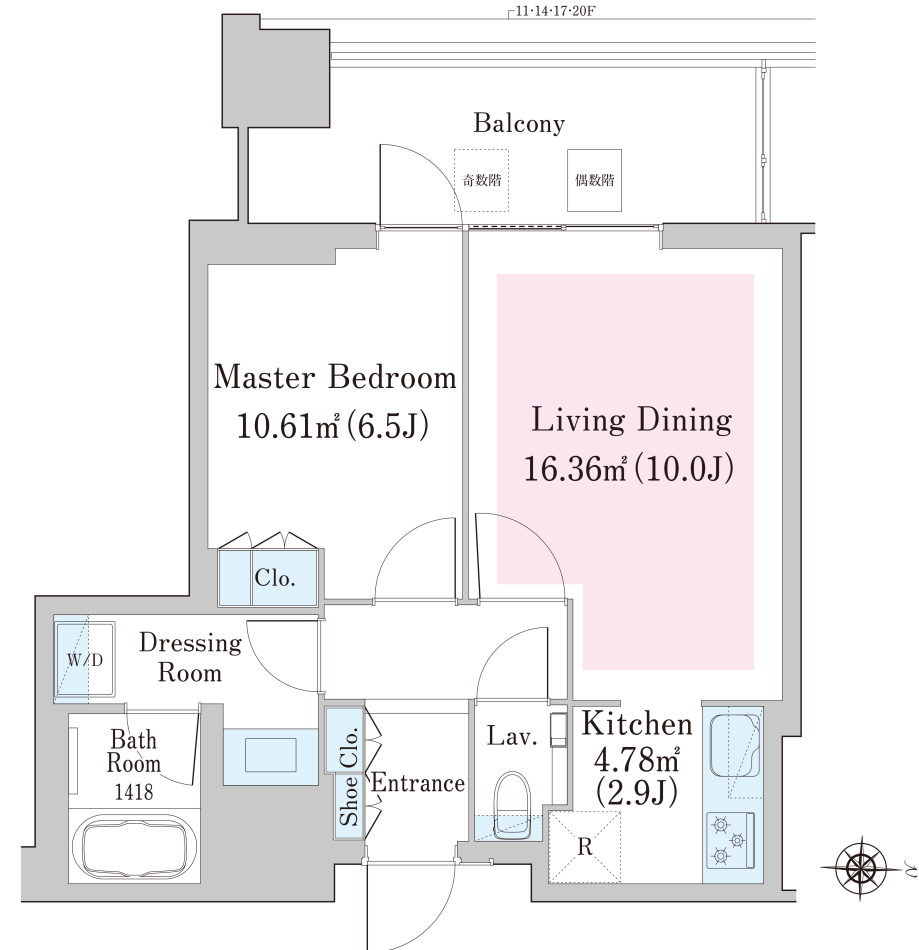 11·14·17·20F
Balcony
奇数階
偶数階
Master Bedroom
10.61㎡(6.5J)
Living Dining
16.36㎡(10.0J)
Clo.
Dressing
Room
W/D
Bath
Room
1418
Shoe Clo.
Entrance
Lav.
Kitchen
4.78㎡
(2.9J)
R